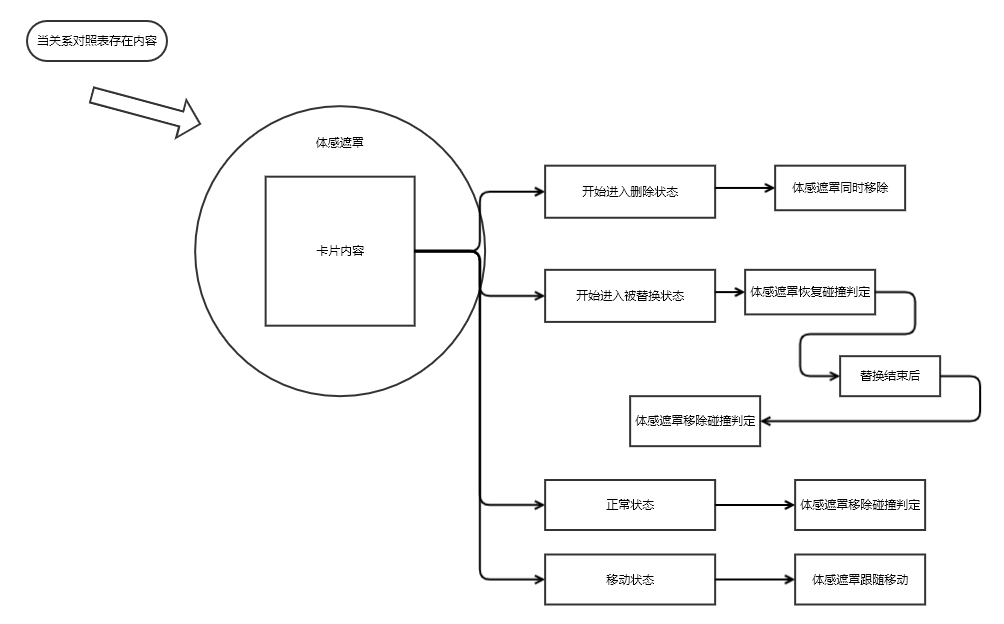 当关系对照表存在内容
体感遮罩
卡片内容
开始进入删除状态
体感遮罩同时移除
开始进入被替换状态
体感遮罩恢复碰撞判定
替换结束后
体感遮罩移除碰撞判定
正常状态
体感遮罩移除碰撞判定
移动状态
体感遮罩跟随移动